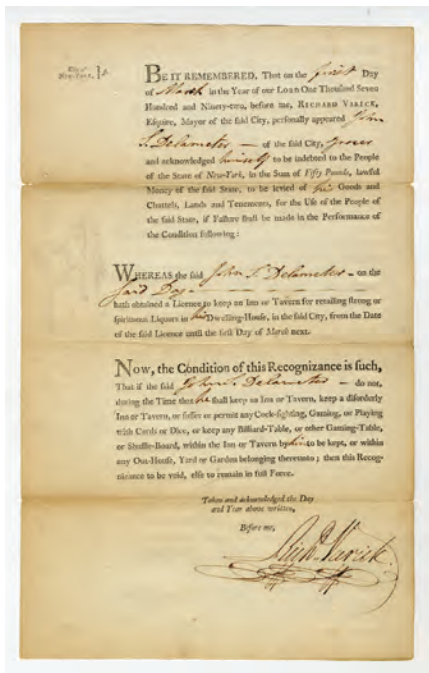 City of
New-York, } ss.
BE IT REMEMBERED, That on the first Day
of March in the Year of our LORD One Thousand Seven
Hundred and Ninety-two, before me, RICHARD VARICK,
Esquire, Mayor of the said City, personally appeared John
S. Delameter — of the said City, Grocer
and acknowledged himself to be indebted to the People
of the State of New-York, in the Sum of Fifty Pounds, lawful
Money of the said State, to be levied of his Goods and
Chattels, Lands and Tenements, for the Use of the People of
the said State, if Failure shall be made in the Performance of
the Condition following:
WHEREAS the said John S. Delameter — on the
said Day —
hath obtained a Licence to keep an Inn or Tavern for retailing strong or
spirituous Liquors in his Dwelling-House, in the said City, from the Date
of the said Licence until the first Day of March next.
Now, the Condition of this Recognizance is such,
That if the said John S. Delameter — do not,
during the Time that he shall keep an Inn or Tavern, keep a disorderly
Inn or Tavern, or suffer or permit any Cock-fighting, Gaming, or Playing
with Cards or Dice, or keep any Billiard-Table, or other Gaming-Table,
or Shuffle-Board, within the Inn or Tavern by him to be kept, or within
any Out-House, Yard or Garden belonging thereunto; then this Recog-
nizance to be void, else to remain in full Force.
Taken and acknowledged the Day
and Year above written,
Before me,
Richd. Varick